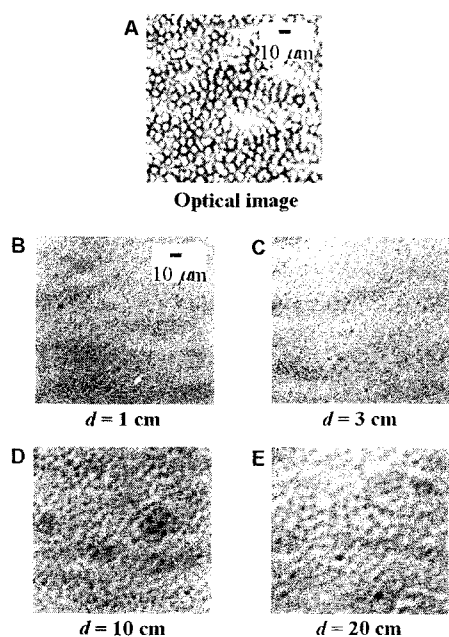 A
10 μm
Optical image
B
10 μm
C
d = 1 cm
d = 3 cm
D
E
d = 10 cm
d = 20 cm